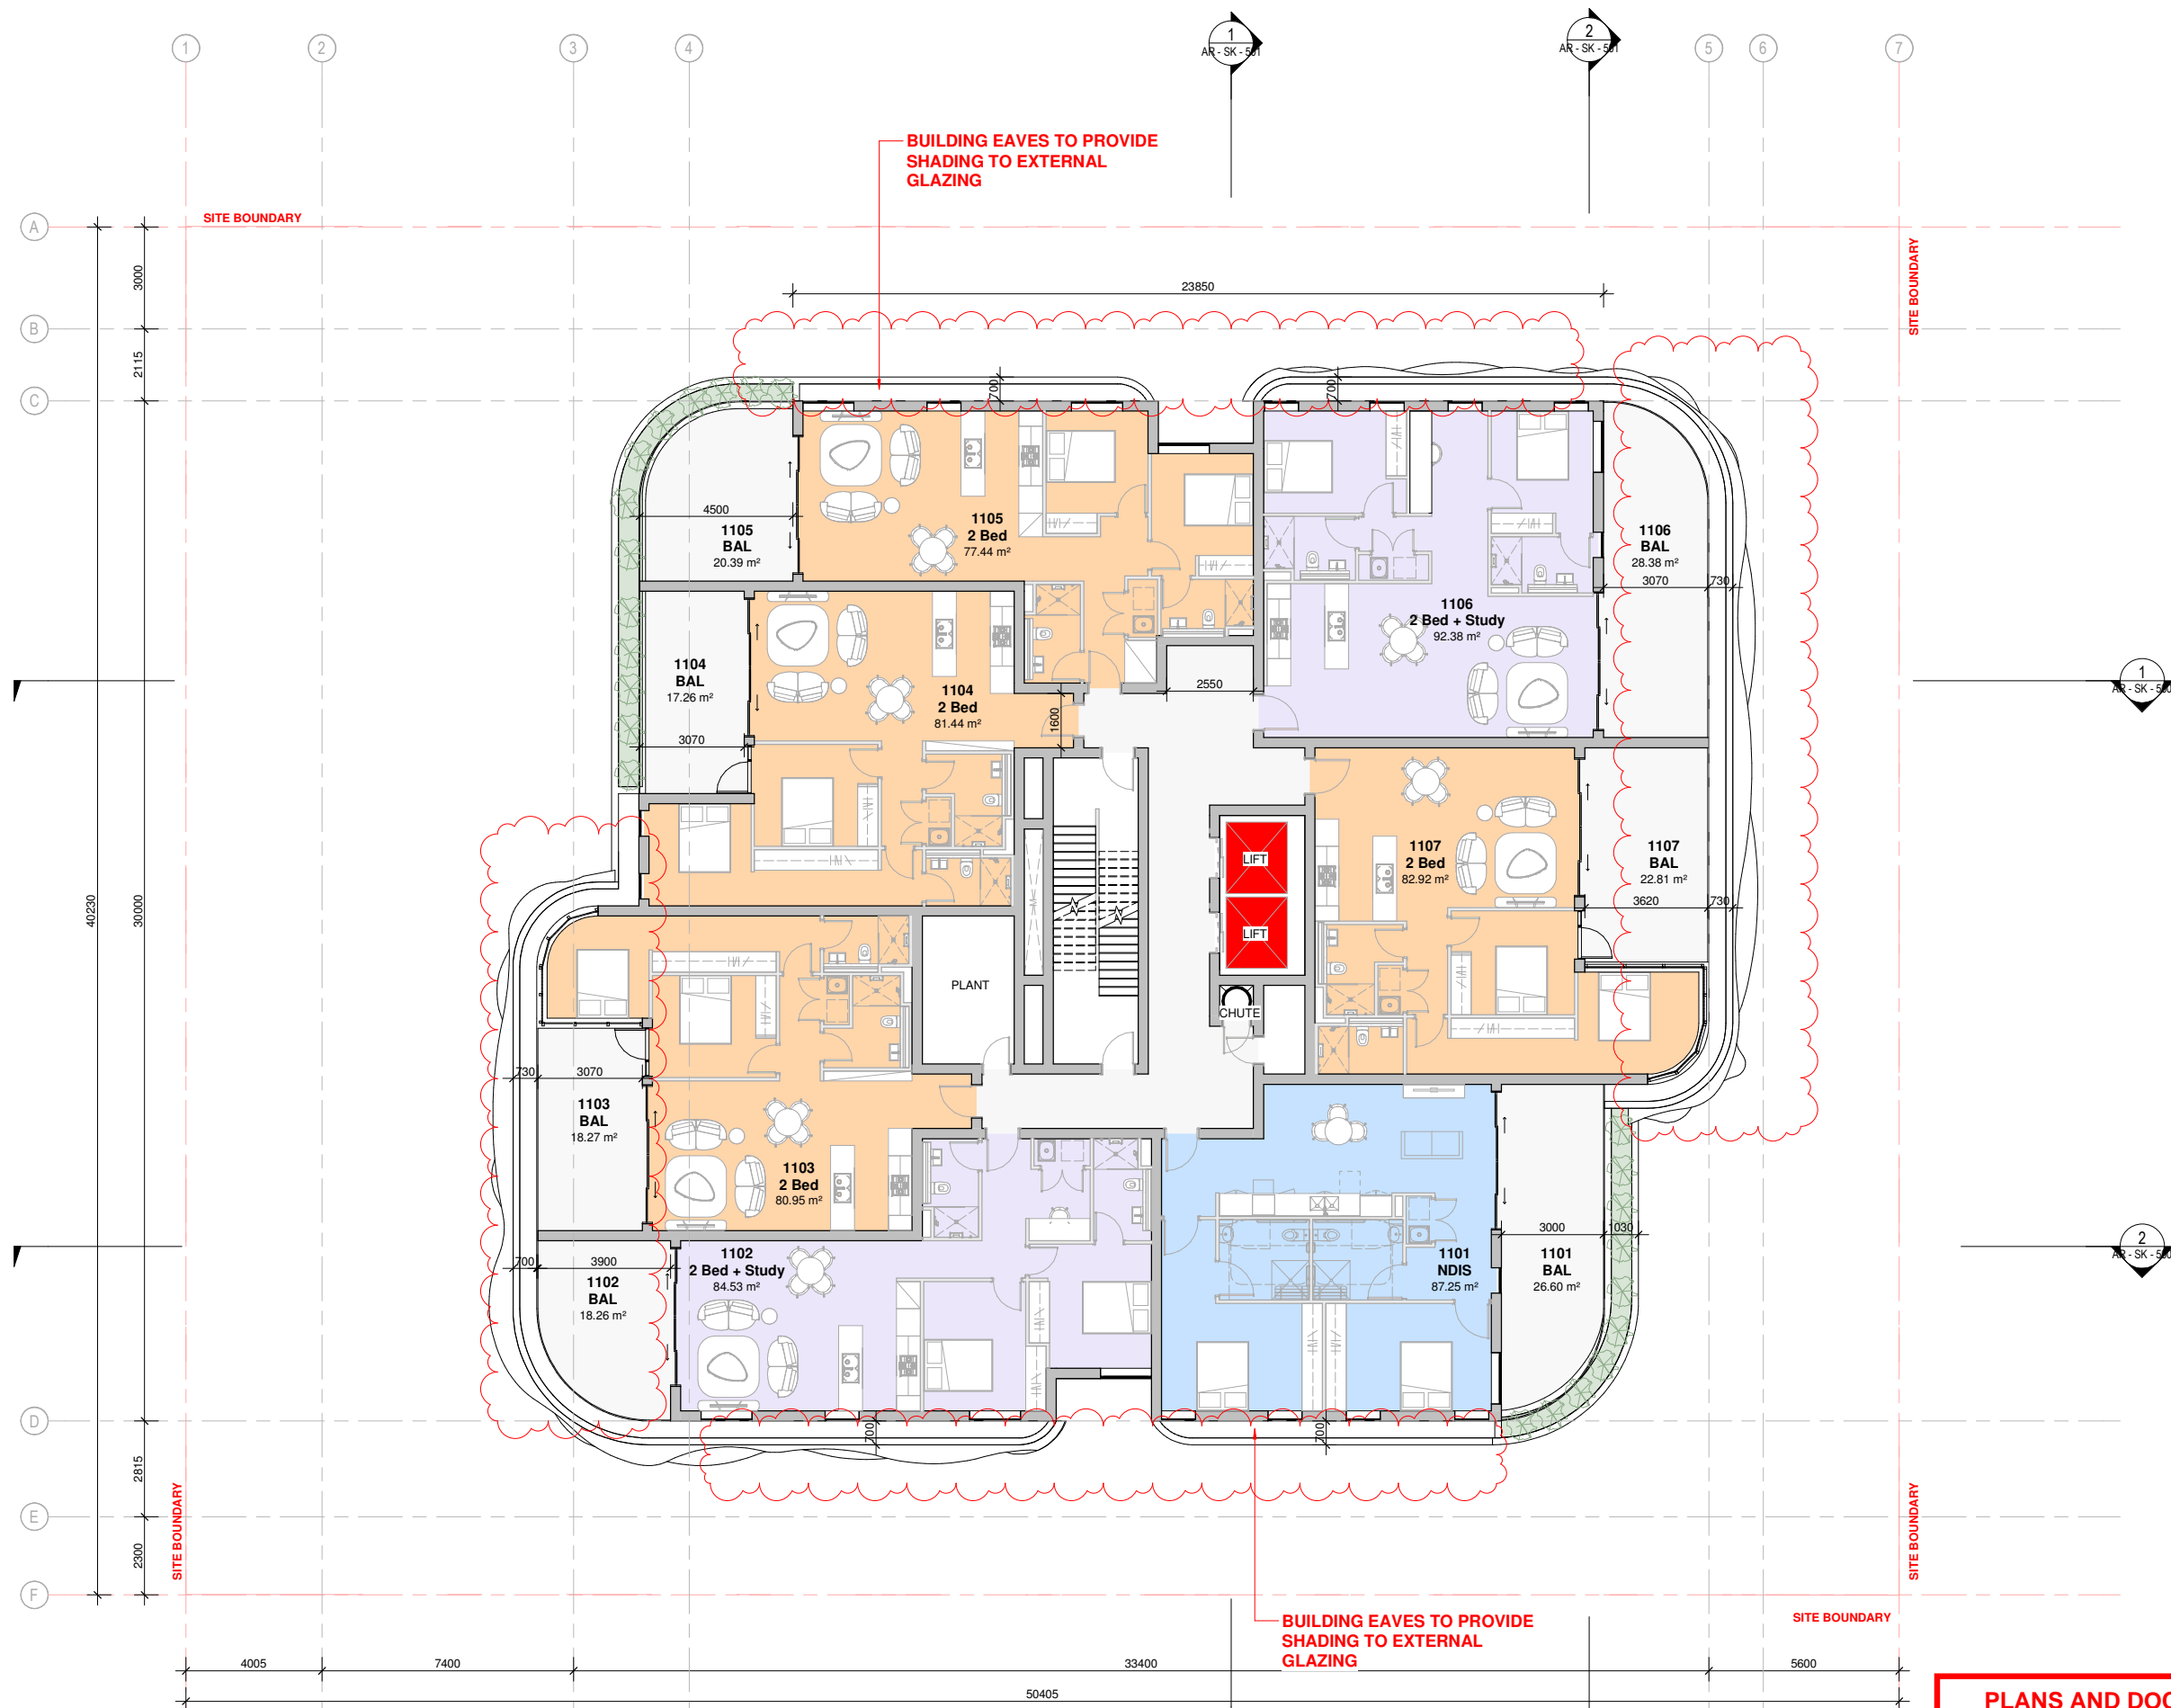 1
2
3
4
1
AR - SK - 501
2
AR - SK - 501
5
6
7
BUILDING EAVES TO PROVIDE
SHADING TO EXTERNAL
GLAZING
A
SITE BOUNDARY
SITE BOUNDARY
3000
23850
B
2115
C
700
700
4500
1105
BAL
20.39 m²
1105
2 Bed
77.44 m²
1106
BAL
28.38 m²
3070
730
1106
2 Bed + Study
92.38 m²
1104
BAL
17.26 m²
3070
1104
2 Bed
81.44 m²
1600
2550
1
40230
30000
LIFT
LIFT
1107
2 Bed
82.92 m²
1107
BAL
22.81 m²
3620
730
PLANT
CHUTE
730
3070
1103
BAL
18.27 m²
1103
2 Bed
80.95 m²
700
3900
1102
BAL
18.26 m²
1102
2 Bed + Study
84.53 m²
1101
NDIS
87.25 m²
3000
1030
1101
BAL
26.60 m²
2
D
700
700
2815
SITE BOUNDARY
SITE BOUNDARY
E
2300
F
BUILDING EAVES TO PROVIDE
SHADING TO EXTERNAL
GLAZING
SITE BOUNDARY
4005
7400
33400
5600
50405
PLANS AND DOC